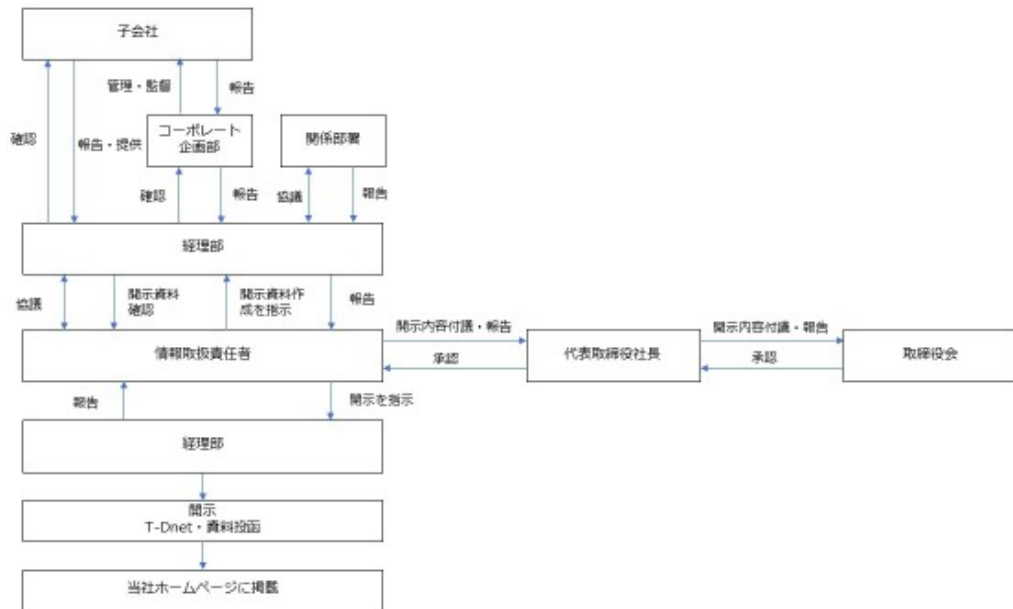 子会社
管理・監督
報告
確認
報告・提供
コーポレート
企画部
関係部署
確認
報告
協議
報告
経理部
協議
開示資料
確認
開示資料作
成を指示
報告
情報取扱責任者
開示内容付議・報告
承認
代表取締役社長
開示内容付議・報告
承認
取締役会
報告
開示を指示
経理部
開示
T-Dnet・資料投函
当社ホームページに掲載